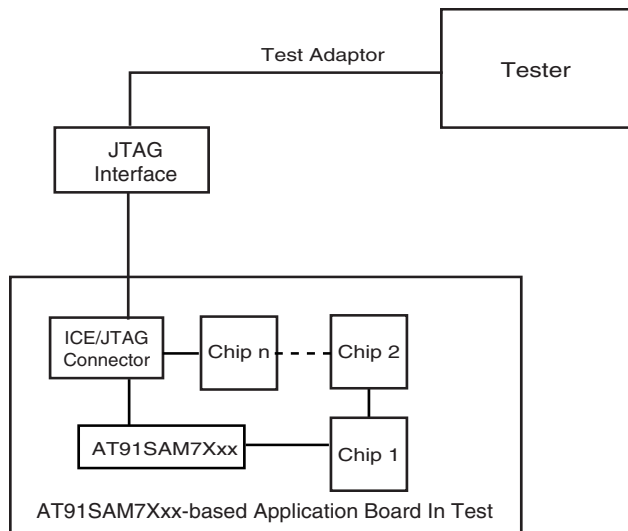 Test Adaptor
Tester
JTAG
Interface
ICE/JTAG
Connector
Chip n
Chip 2
AT91SAM7Xxx
Chip 1
AT91SAM7Xxx-based Application Board In Test